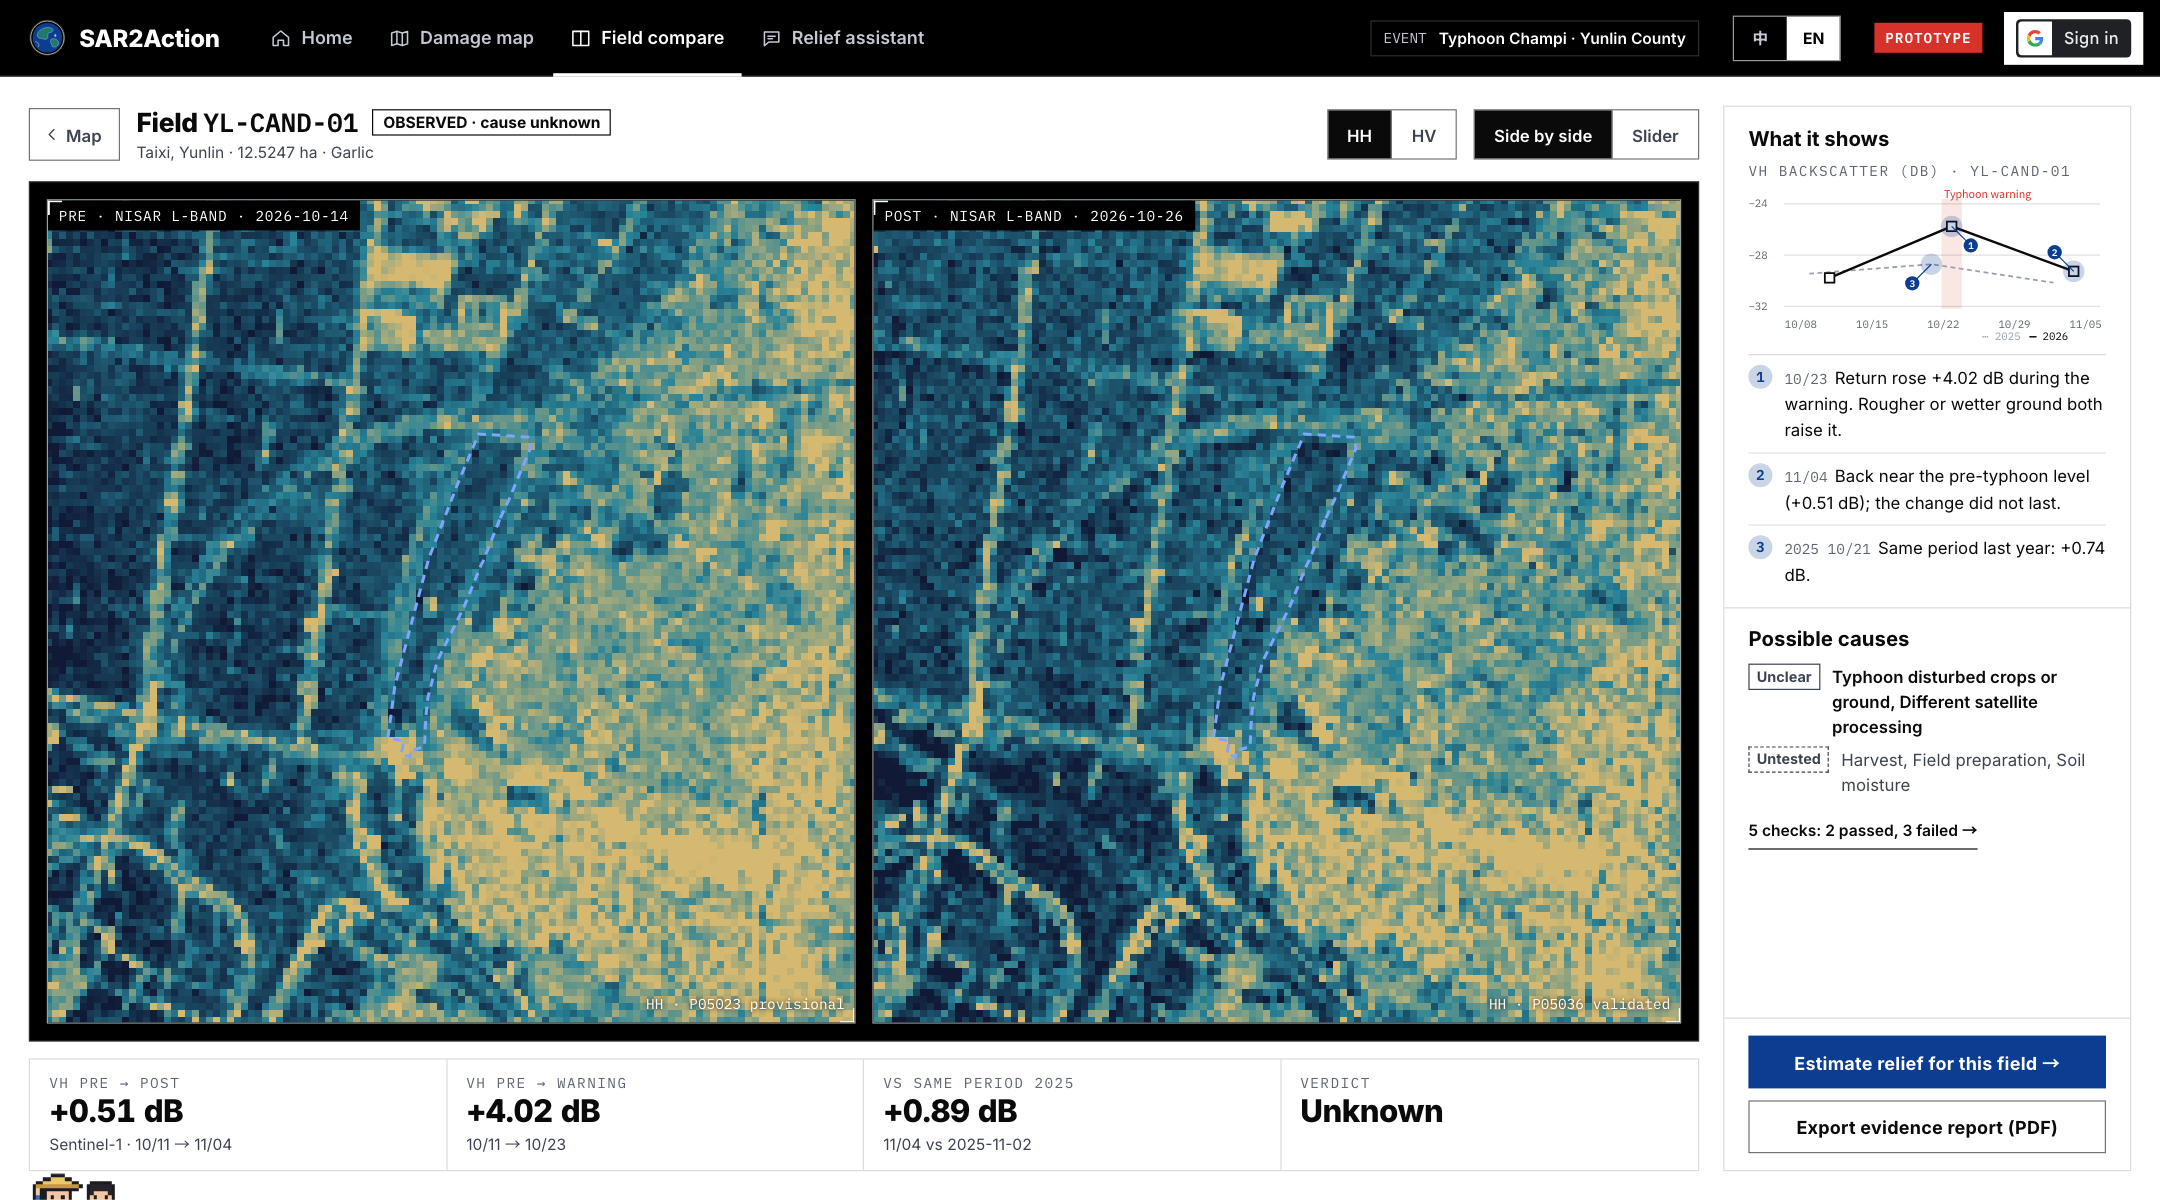 SAR2Action
Home
Damage map
Field compare
Relief assistant
EVENT Typhoon Champi · Yunlin County
中
EN
PROTOTYPE
Sign in
Map
Field YL-CAND-01
OBSERVED · cause unknown
Taixi, Yunlin · 12.5247 ha · Garlic
HH
HV
Side by side
Slider
PRE · NISAR L-BAND · 2026-10-14
HH · P05023 provisional
POST · NISAR L-BAND · 2026-10-26
HH · P05036 validated
VH PRE → POST
+0.51 dB
Sentinel-1 · 10/11 → 11/04
VH PRE → WARNING
+4.02 dB
10/11 → 10/23
VS SAME PERIOD 2025
+0.89 dB
11/04 vs 2025-11-02
VERDICT
Unknown
What it shows
VH BACKSCATTER (DB) · YL-CAND-01
Typhoon warning
-24
-28
-32
1
2
3
10/08
10/15
10/22
10/29
11/05
2025
2026
1 10/23 Return rose +4.02 dB during the
warning. Rougher or wetter ground both
raise it.
2 11/04 Back near the pre-typhoon level
(+0.51 dB); the change did not last.
3 2025 10/21 Same period last year: +0.74
dB.
Possible causes
Unclear Typhoon disturbed crops or
ground, Different satellite
processing
Untested Harvest, Field preparation, Soil
moisture
5 checks: 2 passed, 3 failed →
Estimate relief for this field →
Export evidence report (PDF)